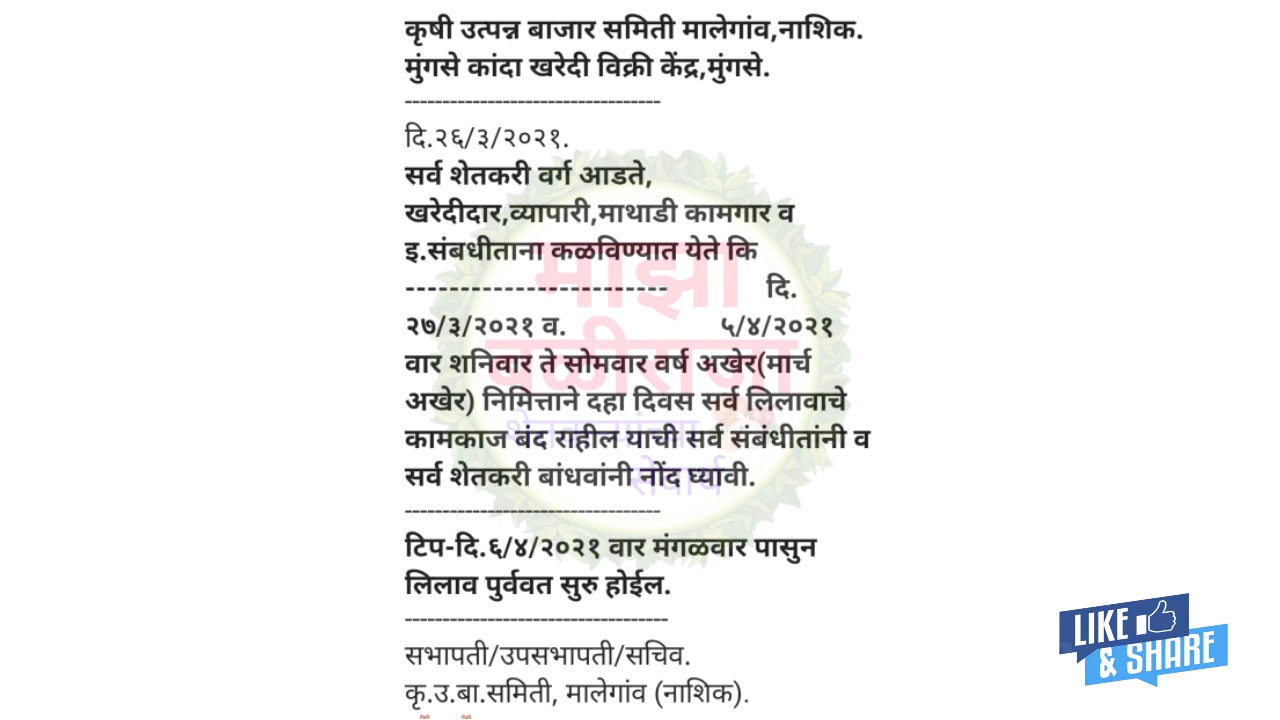 कृषी उत्पन्न बाजार समिती मालेगांव,नाशिक.
मुंगसे कांदा खरेदी विक्री केंद्र,मुंगसे.
----------------------------------
दि.२६/३/२०२१.
सर्व शेतकरी वर्ग आडते,
खरेदीदार,व्यापारी,माथाडी कामगार व
इ.संबधीताना कळविण्यात येते कि
------------------------ दि.
२७/३/२०२१ व. ५/४/२०२१
वार शनिवार ते सोमवार वर्ष अखेर(मार्च
अखेर) निमित्ताने दहा दिवस सर्व लिलावाचे
कामकाज बंद राहील याची सर्व संबंधीतांनी व
सर्व शेतकरी बांधवांनी नोंद घ्यावी.
----------------------------------
टिप-दि.६/४/२०२१ वार मंगळवार पासुन
लिलाव पुर्ववत सुरु होईल.
-----------------------------------
सभापती/उपसभापती/सचिव.
कृ.उ.बा.समिती, मालेगांव (नाशिक).
माझा
बळीराजा
शेतकऱ्यांच्या
सेवार्थ
LIKE
& SHARE